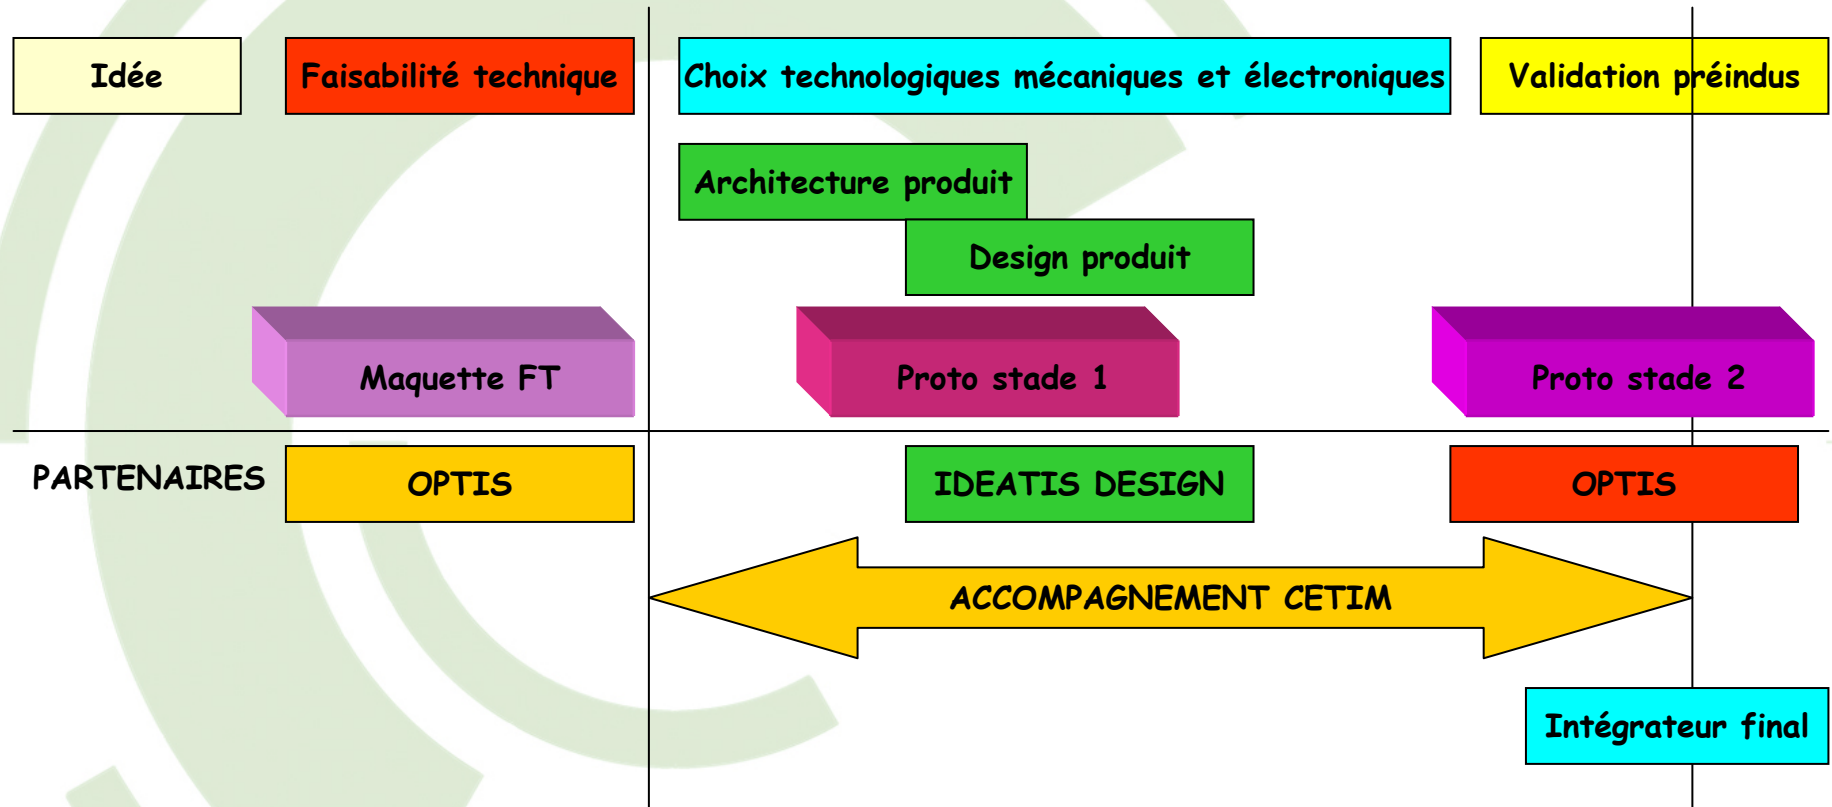 Idée
Faisabilité technique
Choix technologiques mécaniques et électroniques
Validation préindus
Architecture produit
Design produit
Maquette FT
Proto stade 1
Proto stade 2
PARTENAIRES
OPTIS
IDEATIS DESIGN
OPTIS
ACCOMPAGNEMENT CETIM
Intégrateur final